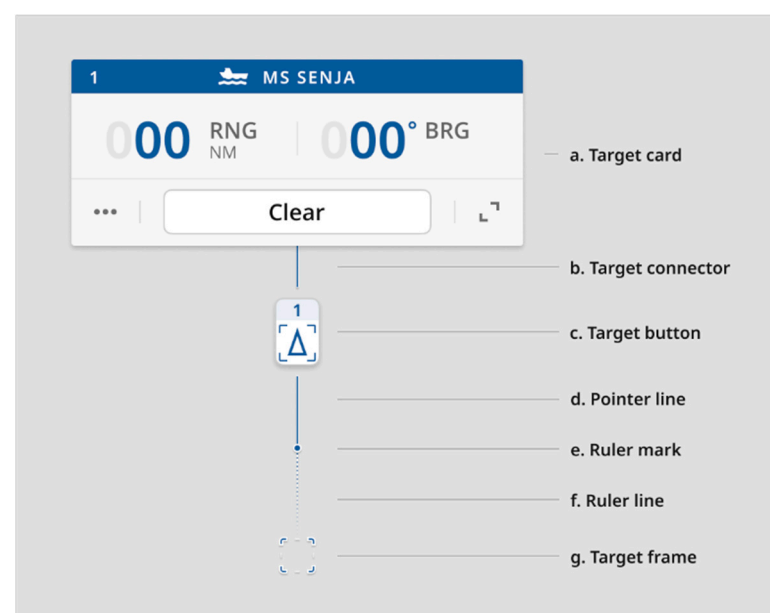 1 MS SENJA
000 RNG NM 000° BRG
a. Target card
••• Clear
b. Target connector
1
c. Target button
d. Pointer line
e. Ruler mark
f. Ruler line
g. Target frame